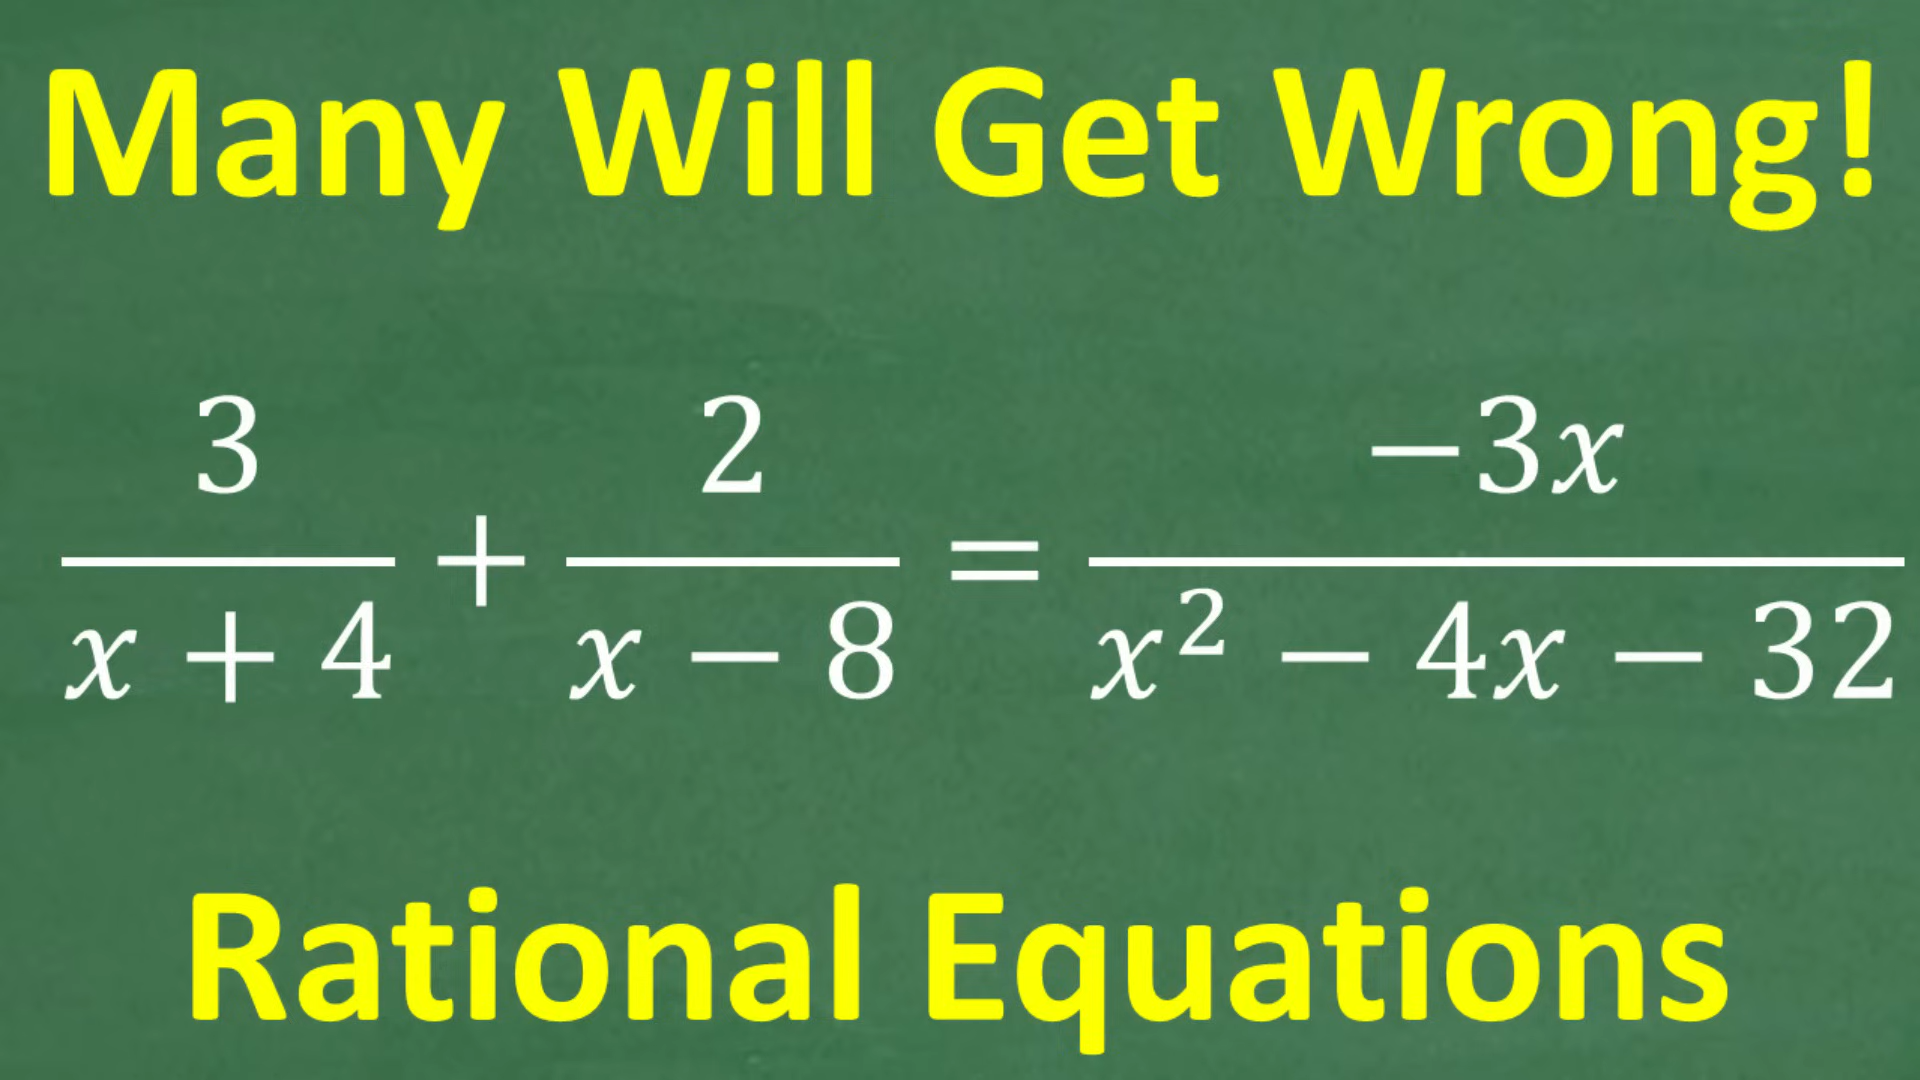 Many Will Get Wrong!
3/(x + 4) + 2/(x − 8) = −3x/(x² − 4x − 32)
Rational Equations